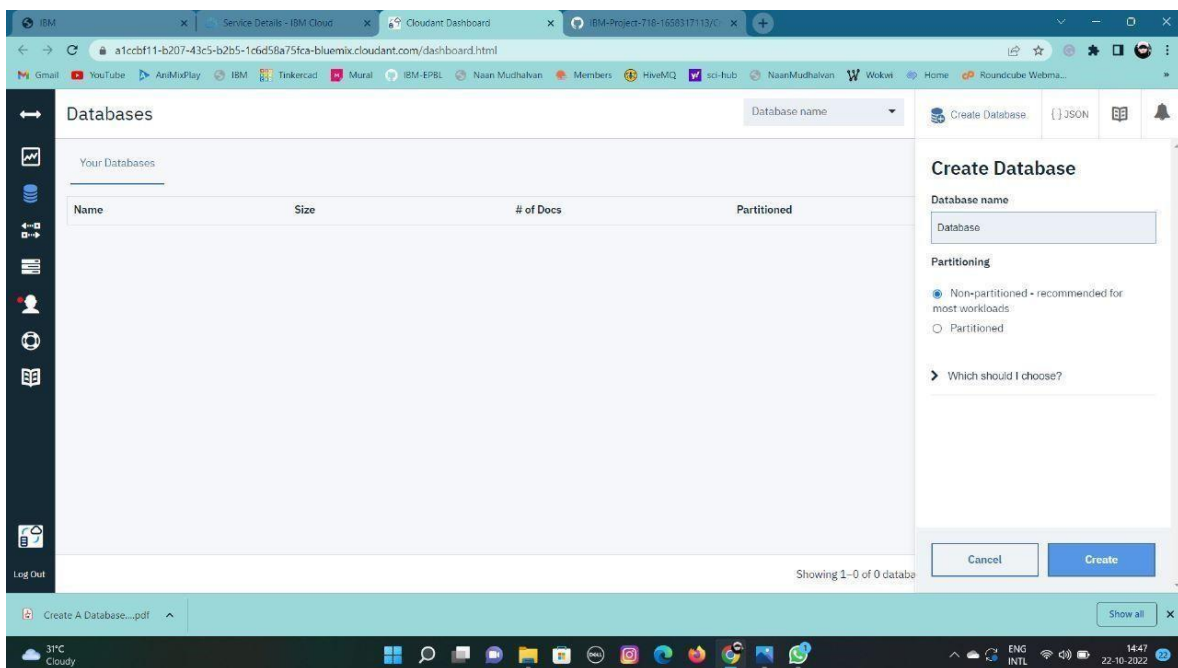 IBM
Service Details - IBM Cloud
Cloudant Dashboard
IBM-Project-718-1658317113/C
a1ccbf11-b207-43c5-b2b5-1c6d58a75fca-bluemix.cloudant.com/dashboard.html
Gmail YouTube AniMixPlay IBM Tinkercad Mural IBM-EPBL Naan Mudhalvan Members HiveMQ sci-hub NaanMudhalvan Wokwi Home Roundcube Webma...
Databases
Database name
Create Database
{ } JSON
Your Databases
Name Size # of Docs Partitioned
Create Database
Database name
Database
Partitioning
Non-partitioned - recommended for
most workloads
Partitioned
Which should I choose?
Cancel
Create
Showing 1–0 of 0 databa
Log Out
Create A Database....pdf
Show all
31°C
Cloudy
DELL
ENG
INTL
14:47
22-10-2022
22